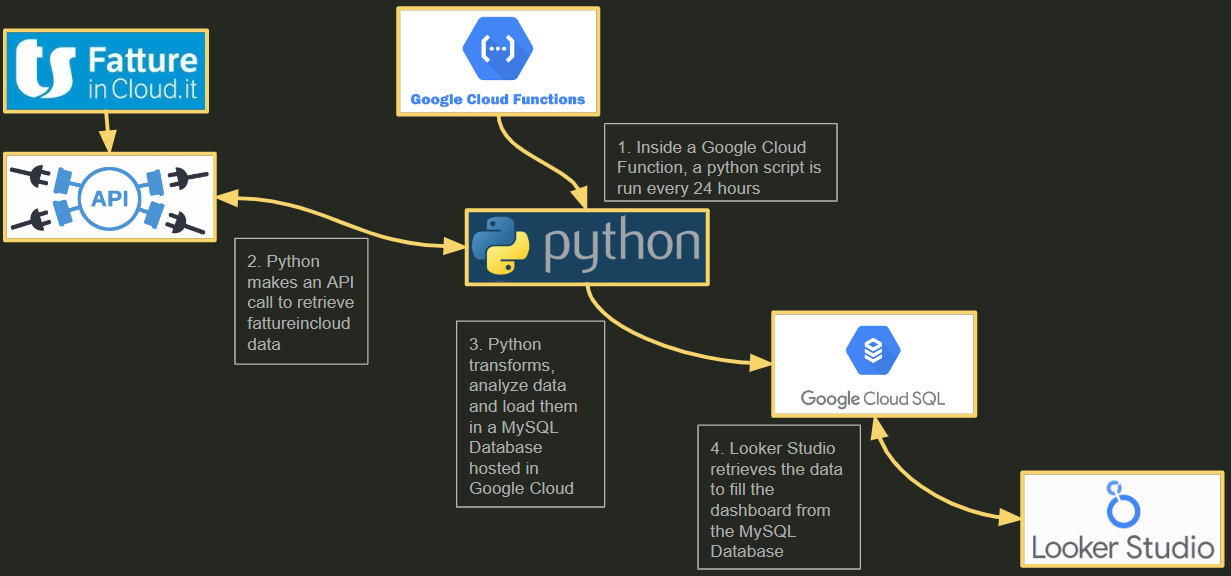 Fatture
in Cloud.it
Google Cloud Functions
1. Inside a Google Cloud
Function, a python script is
run every 24 hours
API
python
2. Python
makes an API
call to retrieve
fattureincloud
data
3. Python
transforms,
analyze data
and load them
in a MySQL
Database
hosted in
Google Cloud
Google Cloud SQL
4. Looker Studio
retrieves the data
to fill the
dashboard from
the MySQL
Database
Looker Studio